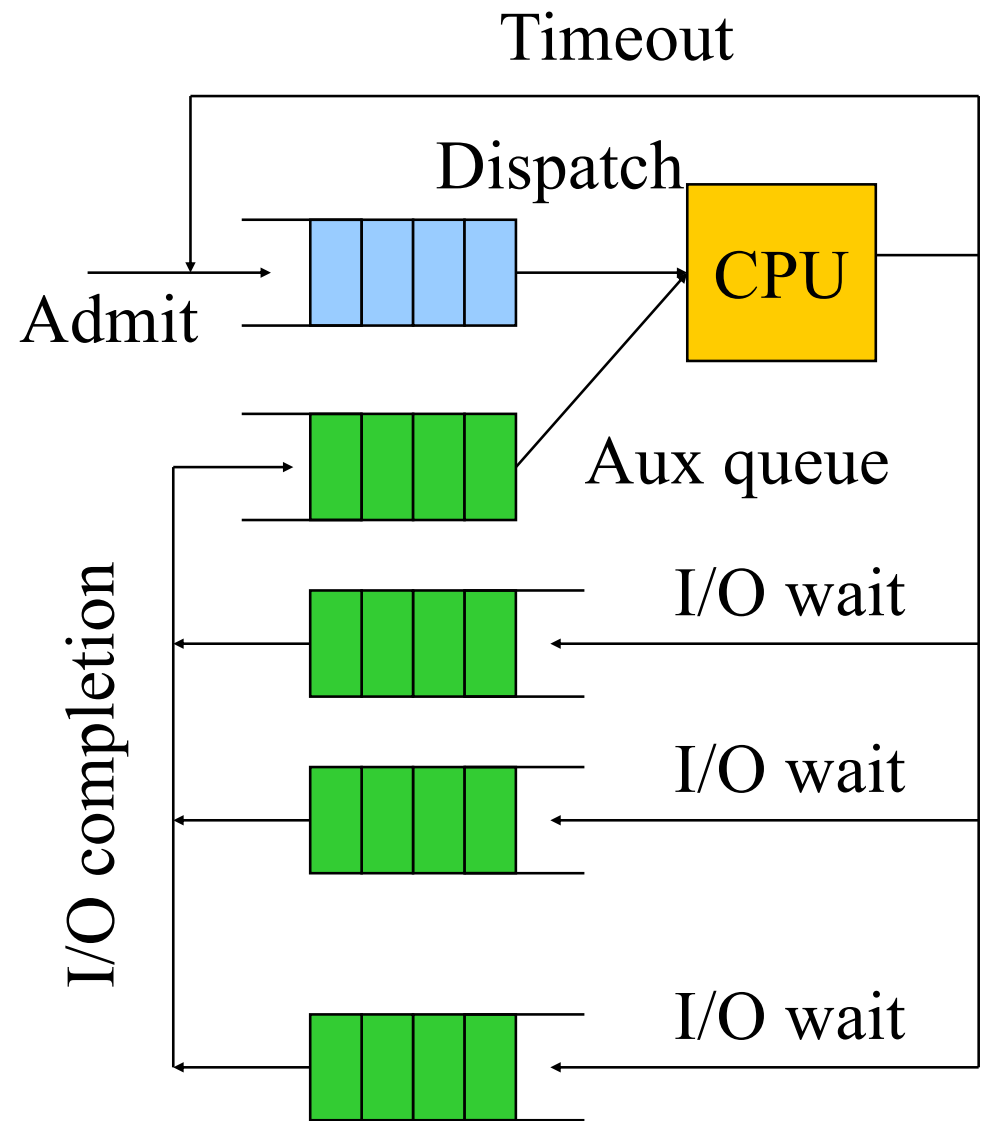 Timeout
Dispatch
CPU
Admit
Aux queue
I/O wait
I/O completion
I/O wait
I/O wait